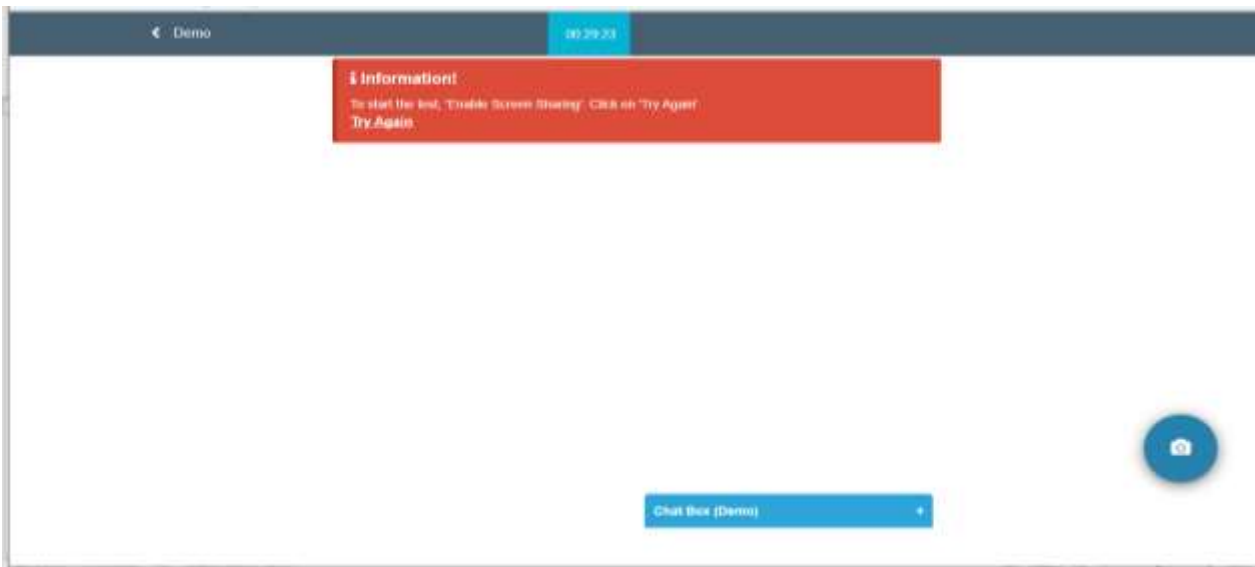 Demo
00:29:23
Information!
To start the test, 'Enable Screen Sharing'. Click on 'Try Again'
Try Again
Chat Box (Demo) +